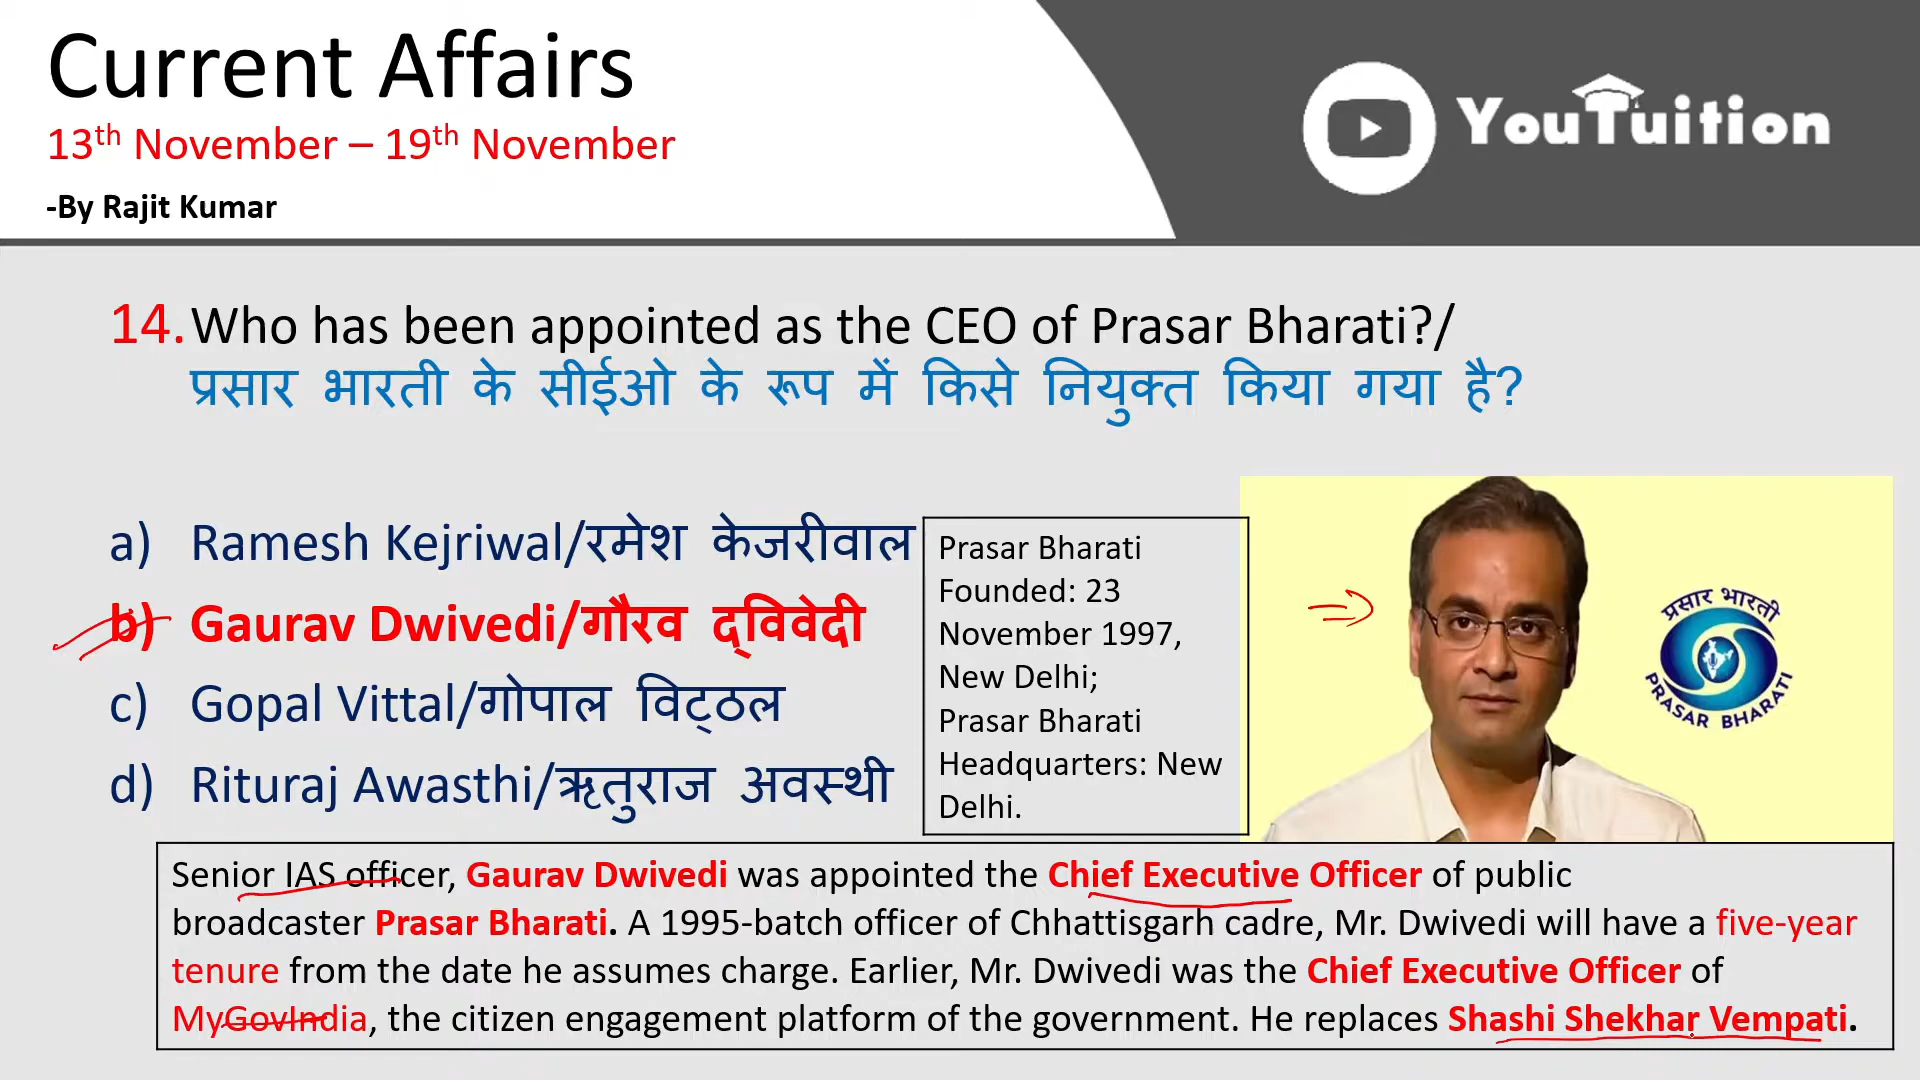 Current Affairs
13th November – 19th November
-By Rajit Kumar
YouTuition
14. Who has been appointed as the CEO of Prasar Bharati?/
प्रसार भारती के सीईओ के रूप में किसे नियुक्त किया गया है?
a) Ramesh Kejriwal/रमेश केजरीवाल
b) Gaurav Dwivedi/गौरव द्विवेदी
c) Gopal Vittal/गोपाल विट्ठल
d) Rituraj Awasthi/ऋतुराज अवस्थी
Prasar Bharati
Founded: 23
November 1997,
New Delhi;
Prasar Bharati
Headquarters: New
Delhi.
प्रसार भारती
PRASAR BHARATI
Senior IAS officer, Gaurav Dwivedi was appointed the Chief Executive Officer of public
broadcaster Prasar Bharati. A 1995-batch officer of Chhattisgarh cadre, Mr. Dwivedi will have a five-year
tenure from the date he assumes charge. Earlier, Mr. Dwivedi was the Chief Executive Officer of
MyGovIndia, the citizen engagement platform of the government. He replaces Shashi Shekhar Vempati.